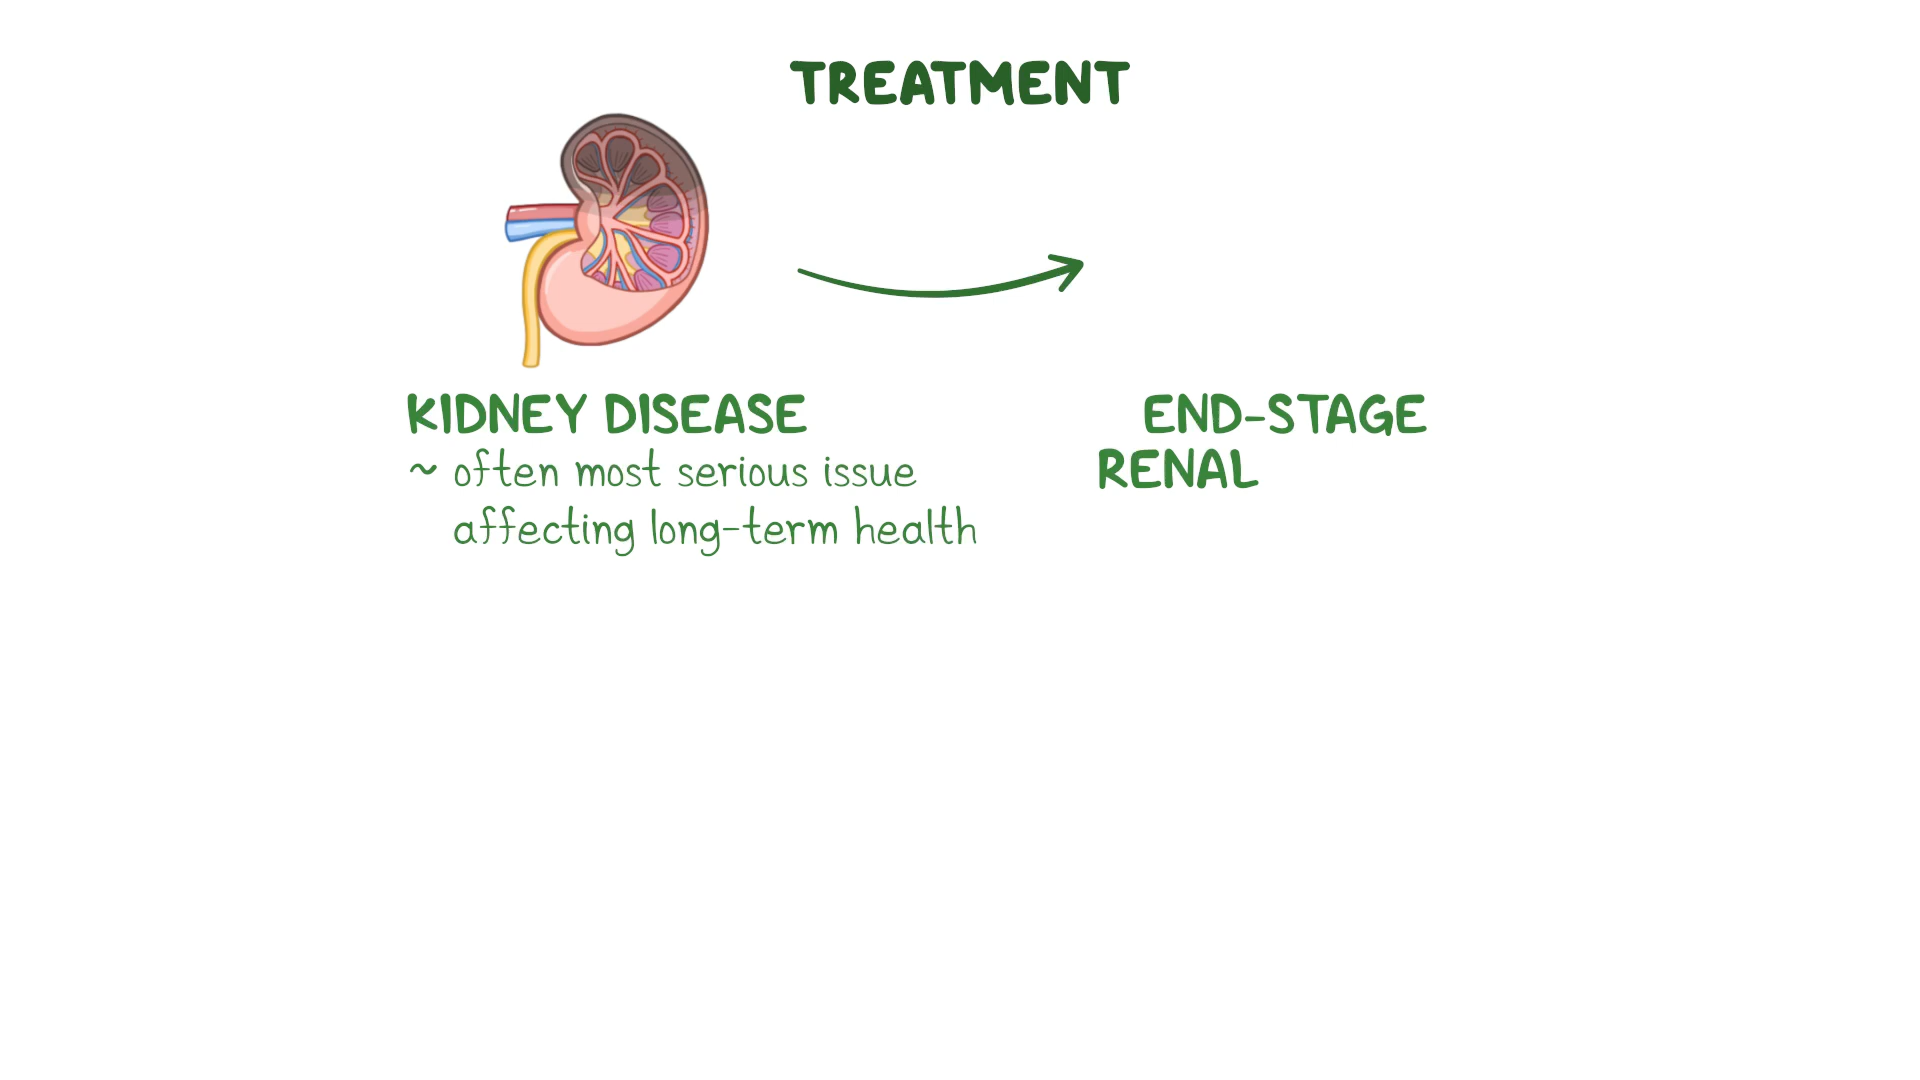 TREATMENT
KIDNEY DISEASE
~ often most serious issue
affecting long-term health
END-STAGE
RENAL